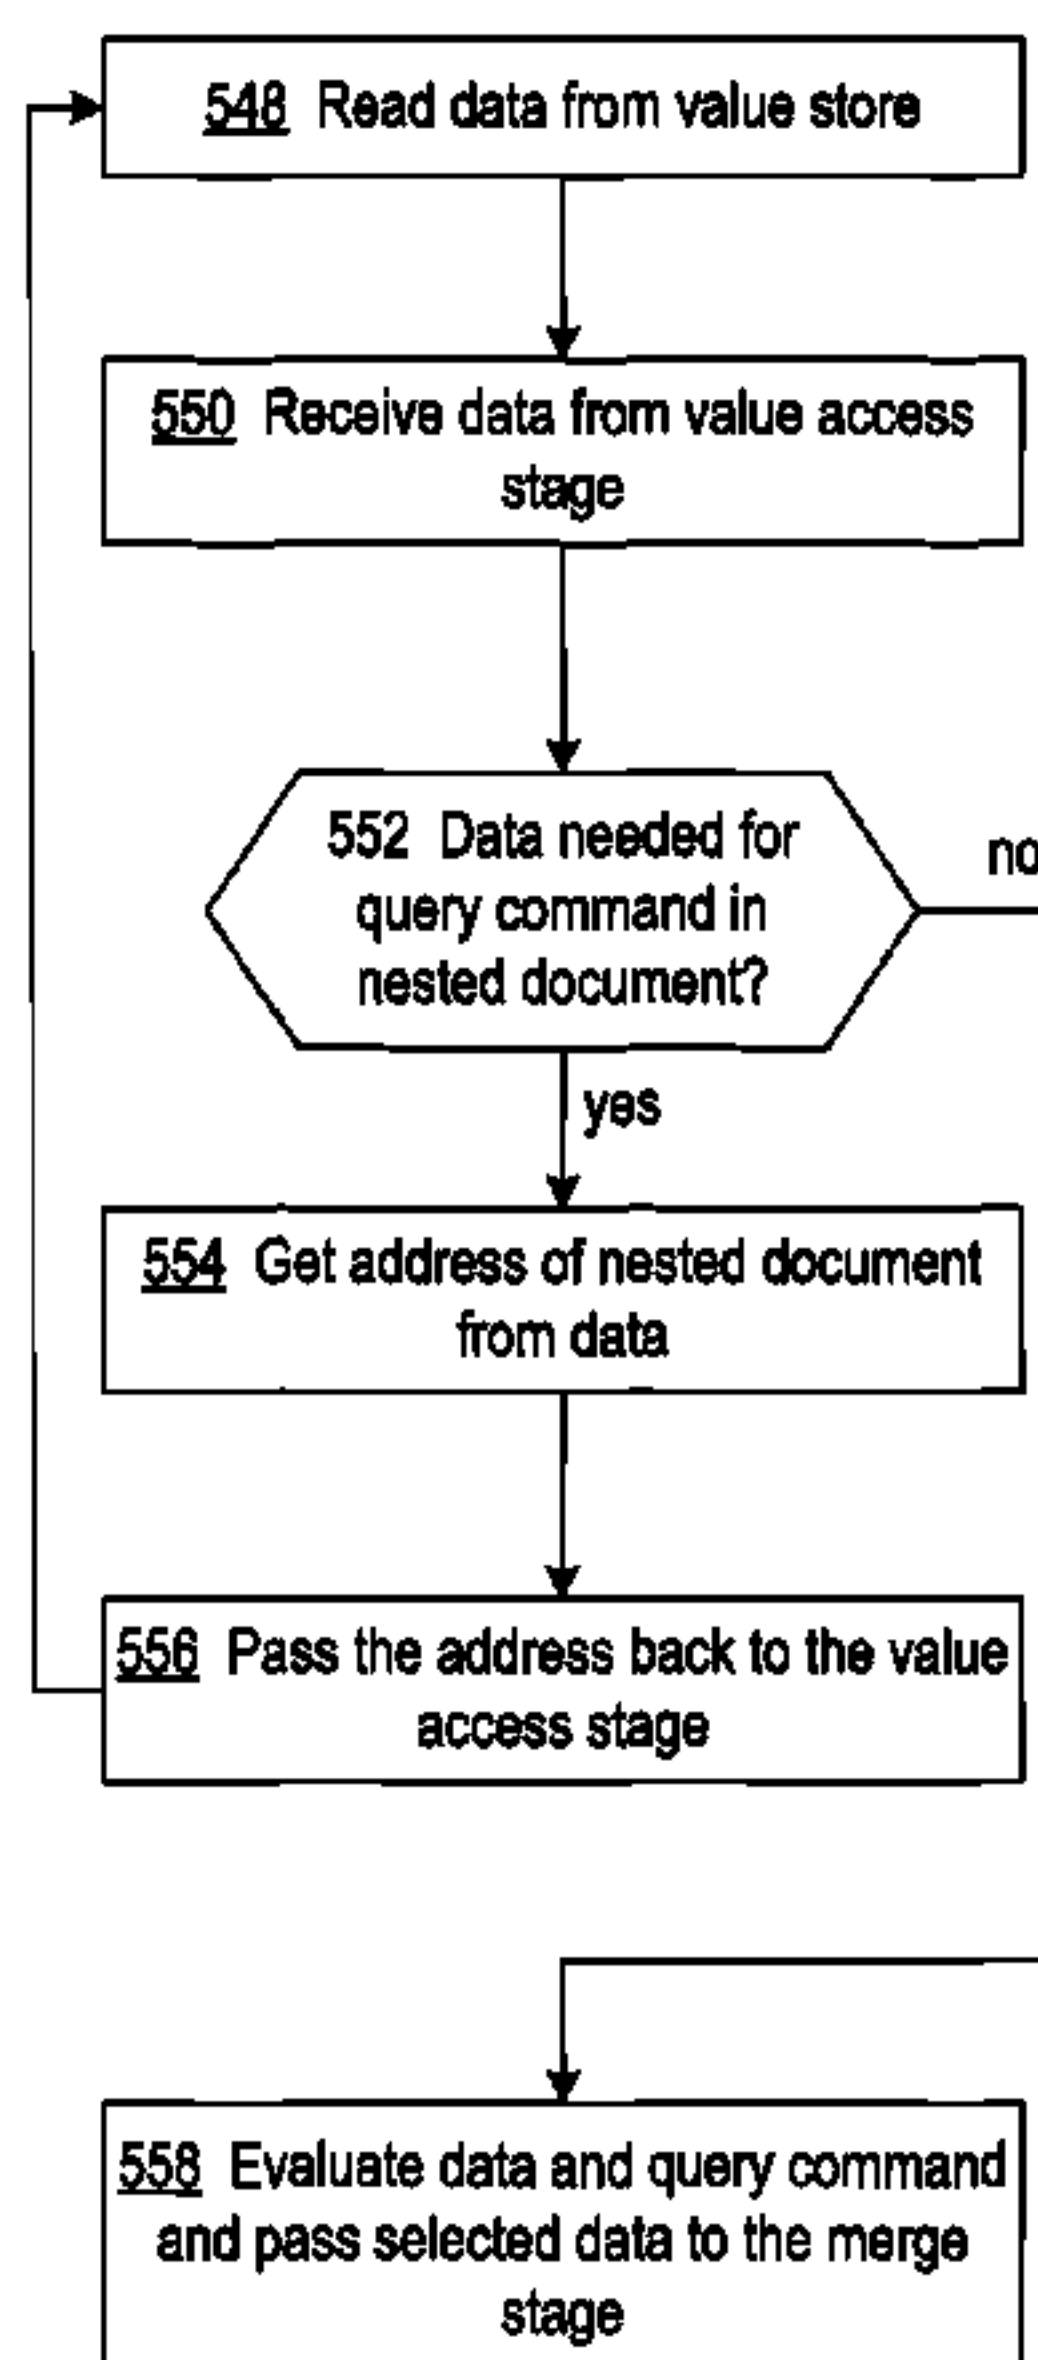 548 Read data from value store
550 Receive data from value access
stage
552 Data needed for
query command in
nested document?
no
yes
554 Get address of nested document
from data
556 Pass the address back to the value
access stage
558 Evaluate data and query command
and pass selected data to the merge
stage